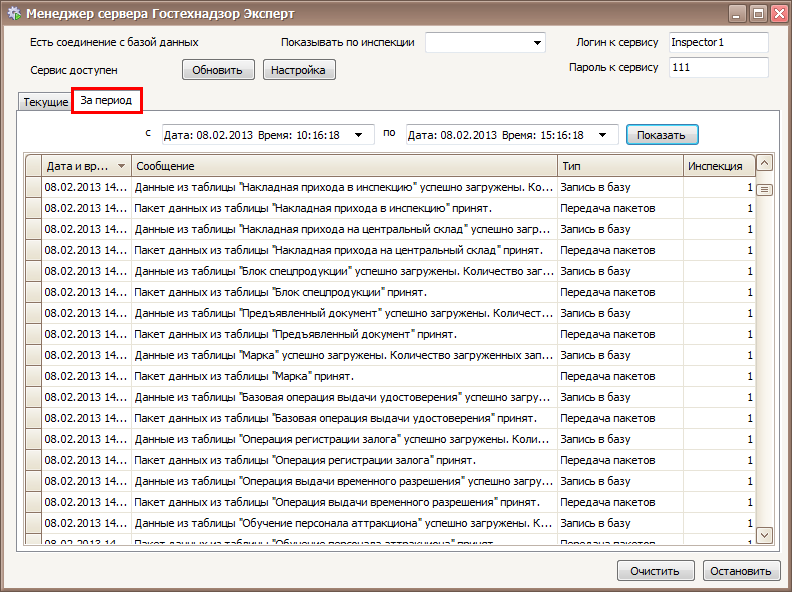 Менеджер сервера Гостехнадзор Эксперт
Есть соединение с базой данных Показывать по инспекции Логин к сервису Inspector1
Сервис доступен Обновить Настройка Пароль к сервису 111
Текущие За период
с Дата: 08.02.2013 Время: 10:16:18 по Дата: 08.02.2013 Время: 15:16:18 Показать
Дата и вр... Сообщение Тип Инспекция
08.02.2013 14... Данные из таблицы "Накладная прихода в инспекцию" успешно загружены. Ко... Запись в базу 1
08.02.2013 14... Пакет данных из таблицы "Накладная прихода в инспекцию" принят. Передача пакетов 1
08.02.2013 14... Данные из таблицы "Накладная прихода на центральный склад" успешно загр... Запись в базу 1
08.02.2013 14... Пакет данных из таблицы "Накладная прихода на центральный склад" принят. Передача пакетов 1
08.02.2013 14... Данные из таблицы "Блок спецпродукции" успешно загружены. Количество заг... Запись в базу 1
08.02.2013 14... Пакет данных из таблицы "Блок спецпродукции" принят. Передача пакетов 1
08.02.2013 14... Данные из таблицы "Предъявленный документ" успешно загружены. Количест... Запись в базу 1
08.02.2013 14... Пакет данных из таблицы "Предъявленный документ" принят. Передача пакетов 1
08.02.2013 14... Данные из таблицы "Марка" успешно загружены. Количество загруженных зап... Запись в базу 1
08.02.2013 14... Пакет данных из таблицы "Марка" принят. Передача пакетов 1
08.02.2013 14... Данные из таблицы "Базовая операция выдачи удостоверения" успешно загру... Запись в базу 1
08.02.2013 14... Пакет данных из таблицы "Базовая операция выдачи удостоверения" принят. Передача пакетов 1
08.02.2013 14... Данные из таблицы "Операция регистрации залога" успешно загружены. Коли... Запись в базу 1
08.02.2013 14... Пакет данных из таблицы "Операция регистрации залога" принят. Передача пакетов 1
08.02.2013 14... Данные из таблицы "Операция выдачи временного разрешения" успешно загру... Запись в базу 1
08.02.2013 14... Пакет данных из таблицы "Операция выдачи временного разрешения" принят. Передача пакетов 1
08.02.2013 14... Данные из таблицы "Обучение персонала аттракциона" успешно загружены. К... Запись в базу 1
08.02.2013 14... Пакет данных из таблицы "Обучение персонала аттракциона" принят. Передача пакетов 1
Очистить Остановить